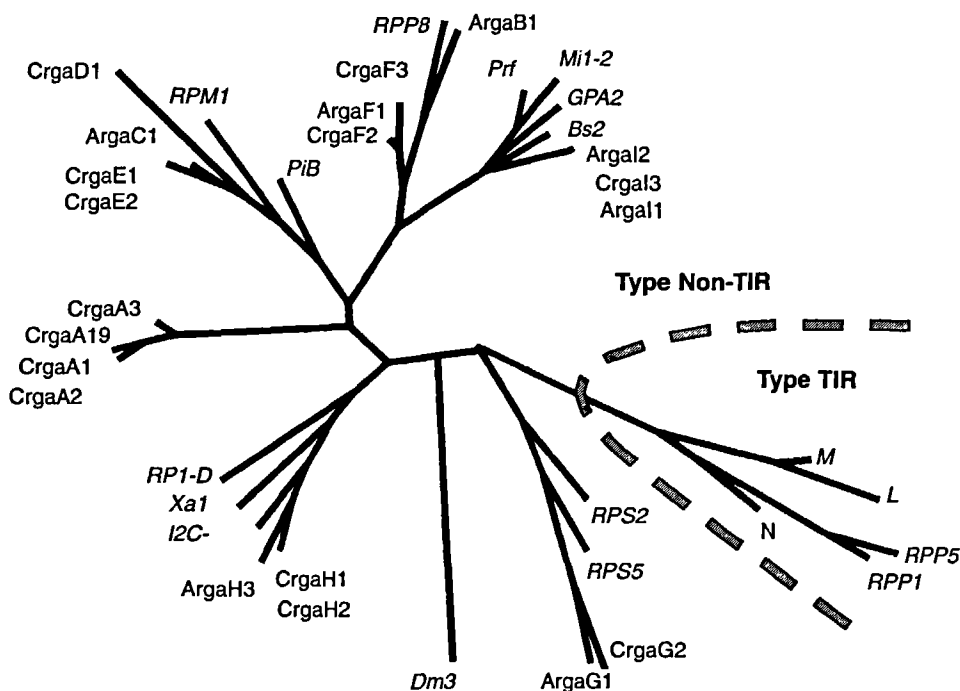 RPP8
ArgaB1
CrgaD1
CrgaF3
Prf
Mi1-2
RPM1
GPA2
ArgaF1
ArgaC1
CrgaF2
Bs2
PiB
ArgaI2
CrgaE1
CrgaI3
CrgaE2
ArgaI1
Type Non-TIR
CrgaA3
CrgaA19
CrgaA1
Type TIR
CrgaA2
M
RP1-D
L
Xa1
RPS2
N
I2C-
RPP5
RPS5
RPP1
ArgaH3
CrgaH1
CrgaH2
CrgaG2
Dm3
ArgaG1